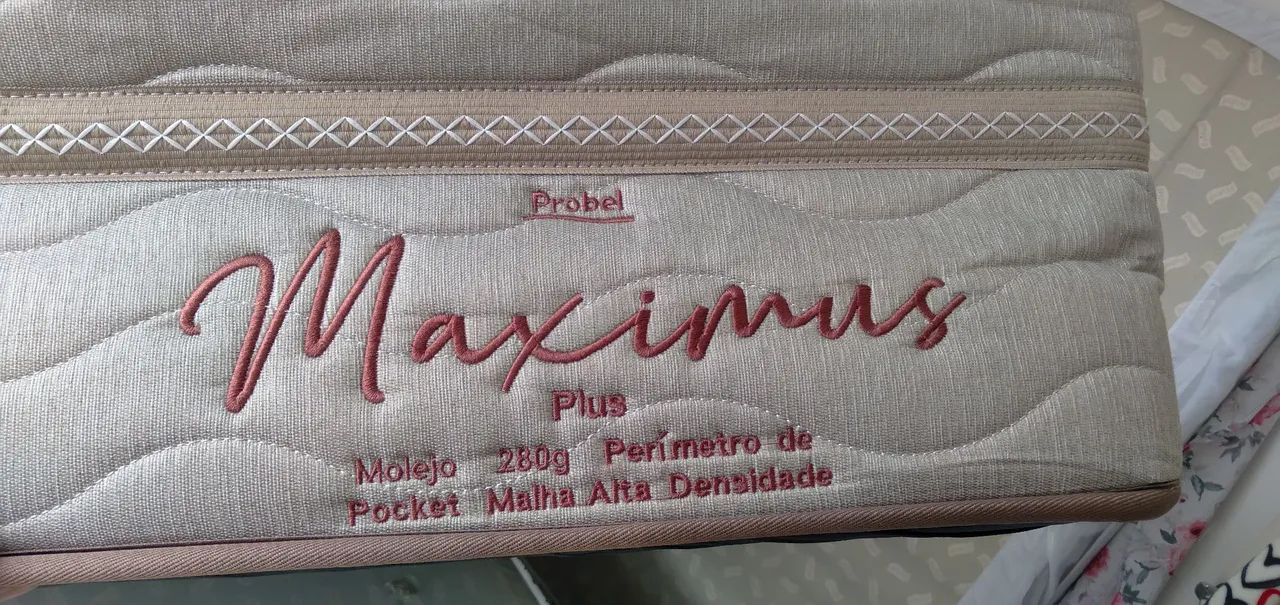 Probel
Maximus
Plus
Molejo 280g Perímetro de
Pocket Malha Alta Densidade